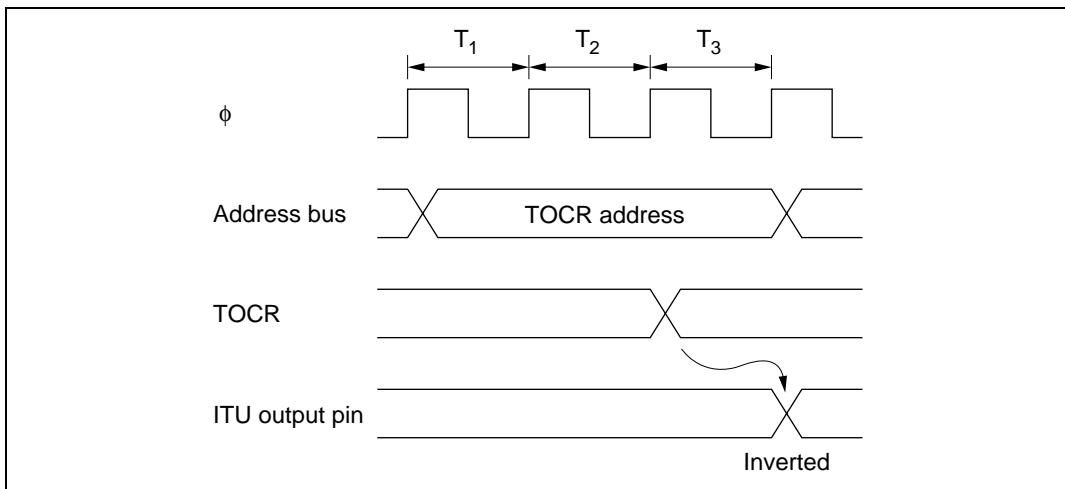 T1 T2 T3
ϕ
Address bus
TOCR address
TOCR
ITU output pin
Inverted